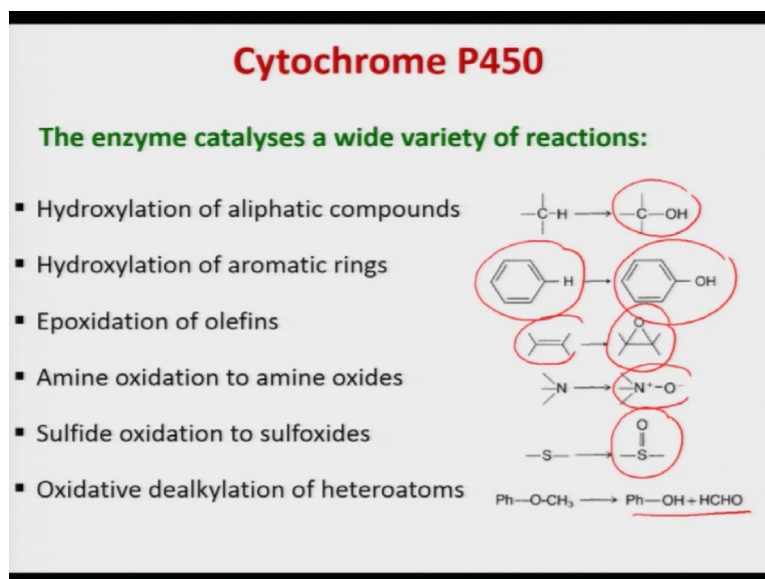 Cytochrome P450
The enzyme catalyses a wide variety of reactions:
▪ Hydroxylation of aliphatic compounds
–C–H → –C–OH
▪ Hydroxylation of aromatic rings
H → OH
▪ Epoxidation of olefins
O
▪ Amine oxidation to amine oxides
N → N⁺–O⁻
▪ Sulfide oxidation to sulfoxides
O
–S– → –S–
▪ Oxidative dealkylation of heteroatoms
Ph–O-CH₃ → Ph–OH+HCHO